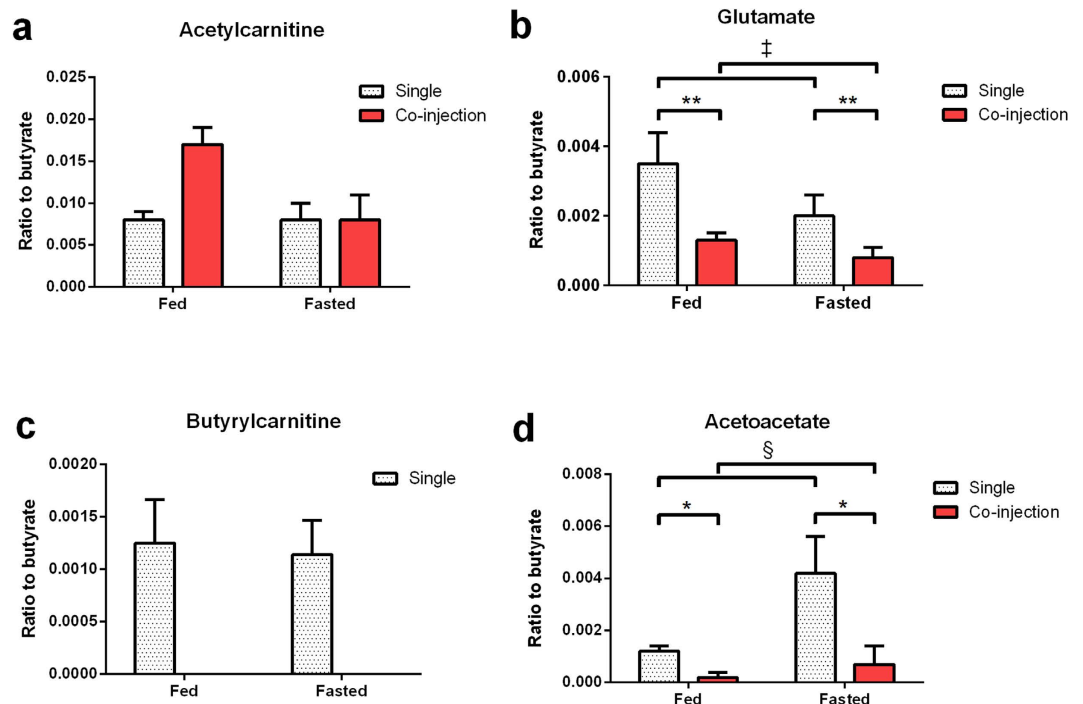 a
Acetylcarnitine
Ratio to butyrate
0.025
0.020
0.015
0.010
0.005
0.000
Fed
Fasted
Single
Co-injection
b
Glutamate
Ratio to butyrate
0.006
0.004
0.002
0.000
‡
**
**
Fed
Fasted
Single
Co-injection
c
Butyrylcarnitine
Ratio to butyrate
0.0020
0.0015
0.0010
0.0005
0.0000
Fed
Fasted
Single
d
Acetoacetate
Ratio to butyrate
0.008
0.006
0.004
0.002
0.000
§
*
*
Fed
Fasted
Single
Co-injection